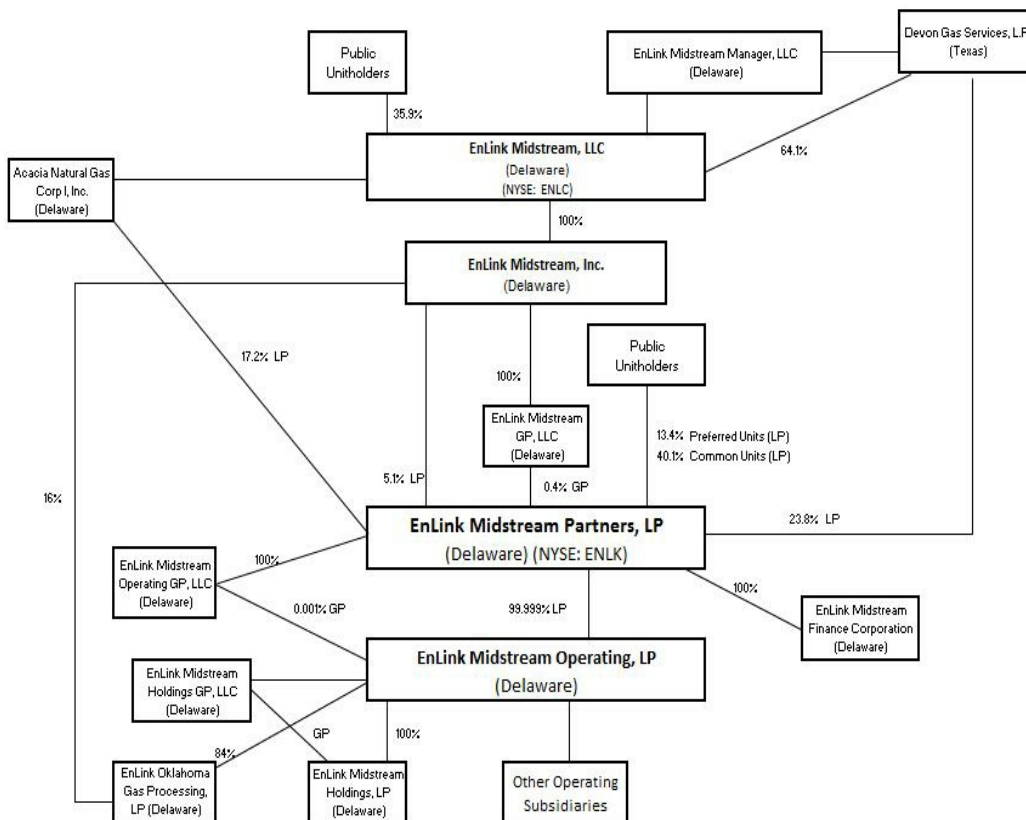 Public
Unitholders
EnLink Midstream Manager, LLC
(Delaware)
Devon Gas Services, L.P
(Texas)
35.9%
64.1%
EnLink Midstream, LLC
(Delaware)
(NYSE: ENLC)
Acacia Natural Gas
Corp I, Inc.
(Delaware)
100%
EnLink Midstream, Inc.
(Delaware)
17.2% LP
100%
Public
Unitholders
EnLink Midstream
GP, LLC
(Delaware)
13.4% Preferred Units (LP)
40.1% Common Units (LP)
16%
5.1% LP
0.4% GP
23.8% LP
EnLink Midstream Partners, LP
(Delaware) (NYSE: ENLK)
EnLink Midstream
Operating GP, LLC
(Delaware)
100%
0.001% GP
99.999% LP
100%
EnLink Midstream
Finance Corporation
(Delaware)
EnLink Midstream Operating, LP
(Delaware)
EnLink Midstream
Holdings GP, LLC
(Delaware)
84%
GP
100%
EnLink Oklahoma
Gas Processing,
LP (Delaware)
EnLink Midstream
Holdings, LP
(Delaware)
Other Operating
Subsidiaries